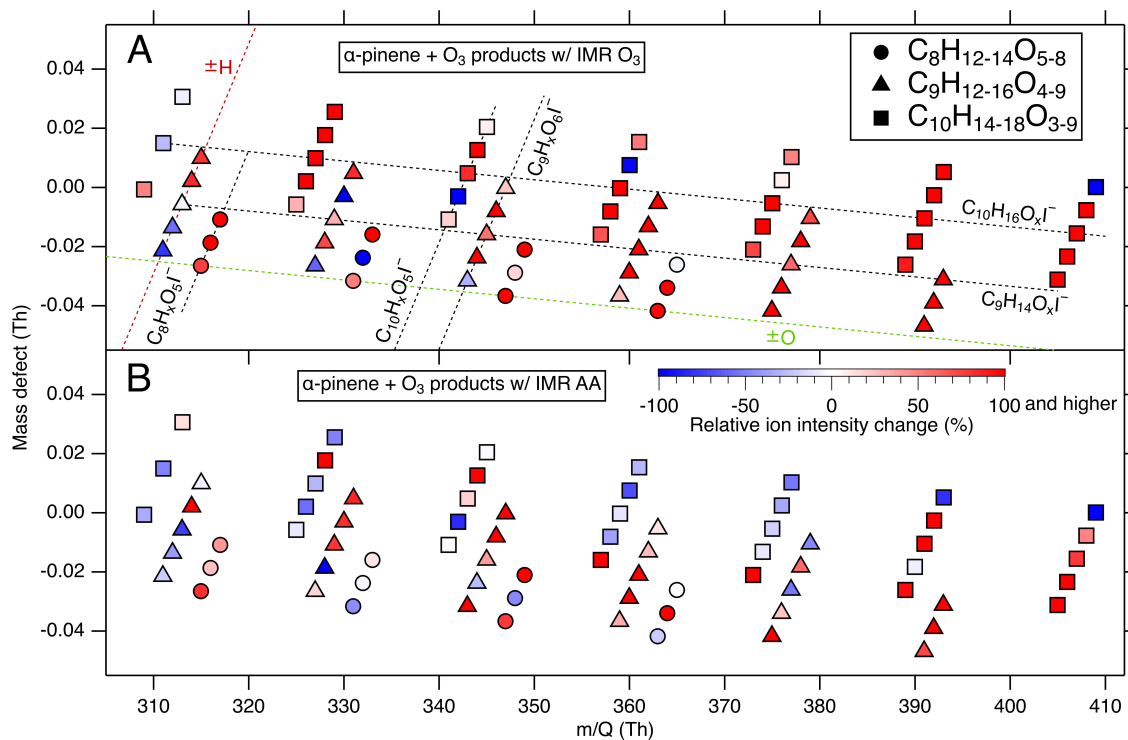 A
α-pinene + O3 products w/ IMR O3
C8H12-14O5-8
C9H12-16O4-9
C10H14-18O3-9
±H
C9HxO6I−
C10H16OxI−
C8HxO5I−
C10HxO5I−
C9H14OxI−
±O
0.04
0.02
0.00
-0.02
-0.04
Mass defect (Th)
B
α-pinene + O3 products w/ IMR AA
-100 -50 0 50 100 and higher
Relative ion intensity change (%)
0.04
0.02
0.00
-0.02
-0.04
310 320 330 340 350 360 370 380 390 400 410
m/Q (Th)